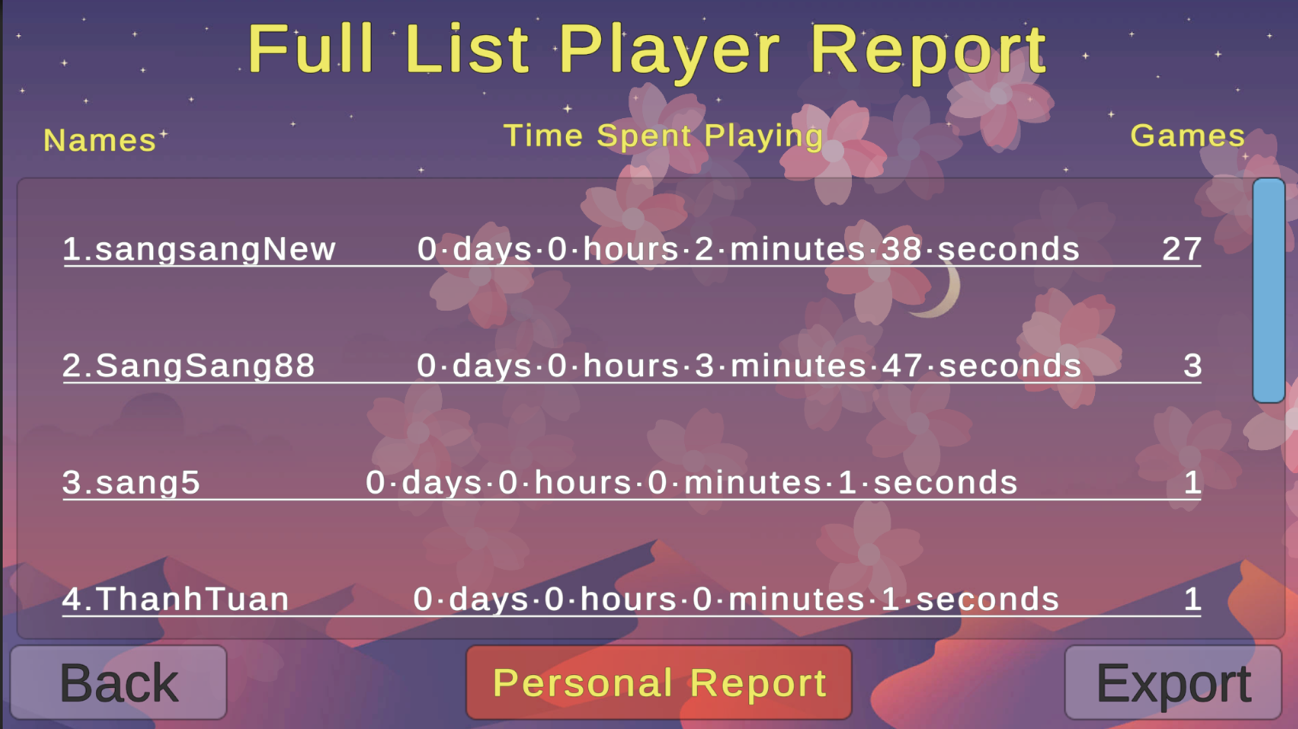 Full List Player Report
Names Time Spent Playing Games
1.sangsangNew 0·days·0·hours·2·minutes·38·seconds 27
2.SangSang88 0·days·0·hours·3·minutes·47·seconds 3
3.sang5 0·days·0·hours·0·minutes·1·seconds 1
4.ThanhTuan 0·days·0·hours·0·minutes·1·seconds 1
Back Personal Report Export